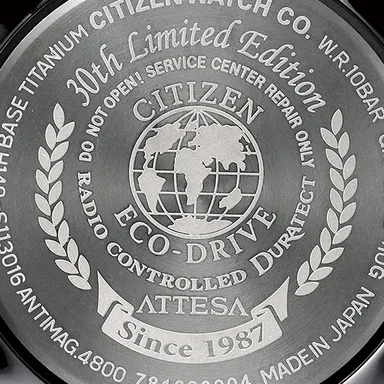 BASE TITANIUM CITIZEN WATCH CO. W.R.10BAR
30th Limited Edition
DO NOT OPEN! SERVICE CENTER REPAIR ONLY
CITIZEN
ECO-DRIVE
RADIO CONTROLLED DURATECT
ATTESA
Since 1987
ANTIMAG.4800
MADE IN JAPAN